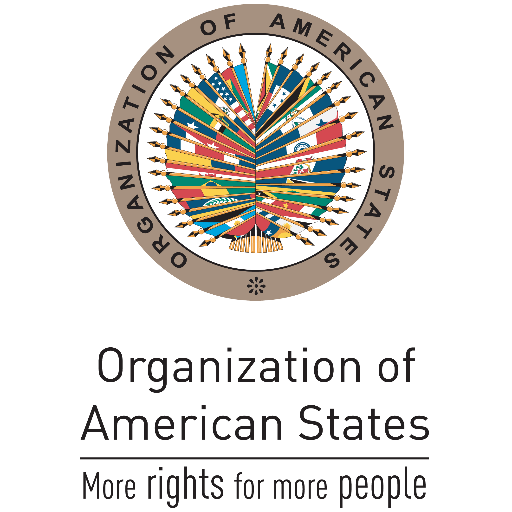 ORGANIZATION OF AMERICAN STATES
Organization of
American States
More rights for more people